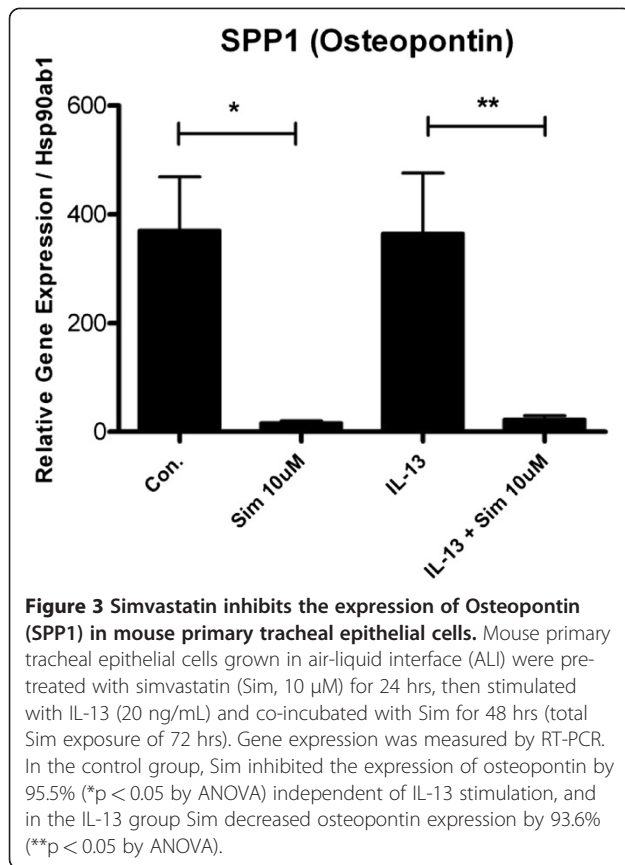 SPP1 (Osteopontin)
Relative Gene Expression / Hsp90ab1
600
400
200
0
*
**
Con.
Sim 10uM
IL-13
IL-13 + Sim 10uM
Figure 3 Simvastatin inhibits the expression of Osteopontin
(SPP1) in mouse primary tracheal epithelial cells. Mouse primary
tracheal epithelial cells grown in air-liquid interface (ALI) were pre-
treated with simvastatin (Sim, 10 μM) for 24 hrs, then stimulated
with IL-13 (20 ng/mL) and co-incubated with Sim for 48 hrs (total
Sim exposure of 72 hrs). Gene expression was measured by RT-PCR.
In the control group, Sim inhibited the expression of osteopontin by
95.5% (*p < 0.05 by ANOVA) independent of IL-13 stimulation, and
in the IL-13 group Sim decreased osteopontin expression by 93.6%
(**p < 0.05 by ANOVA).